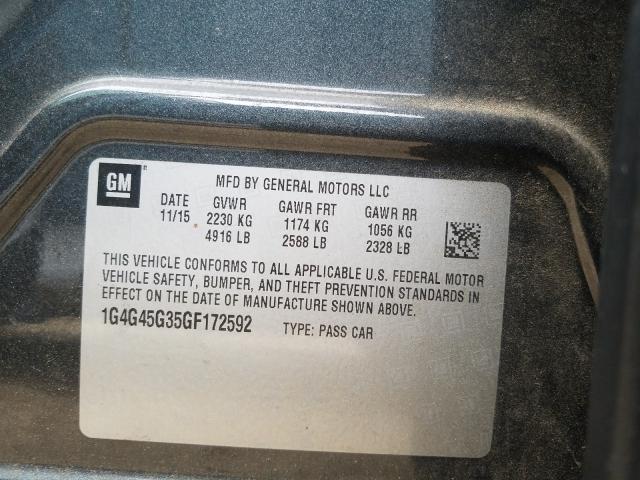 GM
MFD BY GENERAL MOTORS LLC
DATE GVWR GAWR FRT GAWR RR
11/15 2230 KG 1174 KG 1056 KG
4916 LB 2588 LB 2328 LB
THIS VEHICLE CONFORMS TO ALL APPLICABLE U.S. FEDERAL MOTOR
VEHICLE SAFETY, BUMPER, AND THEFT PREVENTION STANDARDS IN
EFFECT ON THE DATE OF MANUFACTURE SHOWN ABOVE.
1G4G45G35GF172592 TYPE: PASS CAR